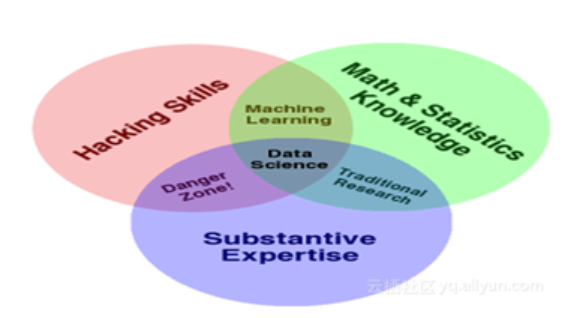 Hacking Skills
Math & Statistics
Knowledge
Machine
Learning
Data
Science
Danger
Zone!
Traditional
Research
Substantive
Expertise
云栖社区 yq.aliyun.com